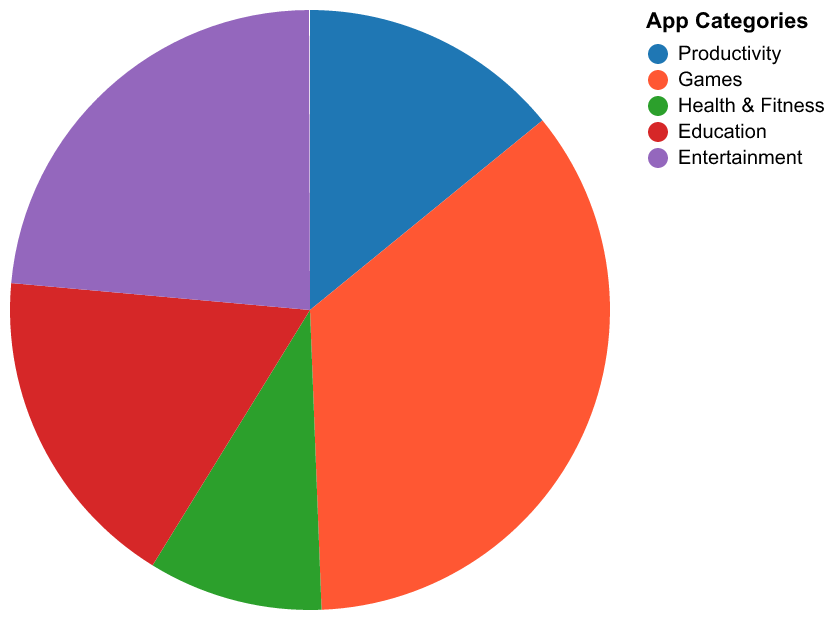 App Categories
Productivity
Games
Health & Fitness
Education
Entertainment